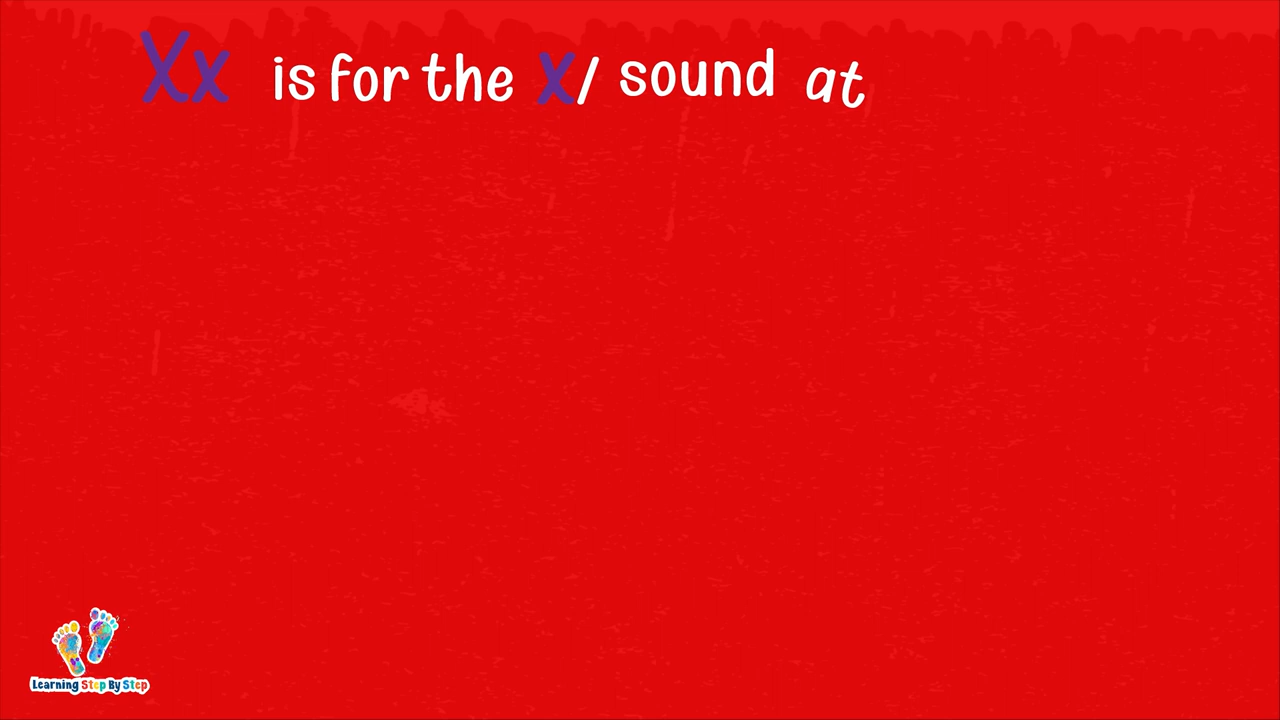 Xx is for the x/ sound at
Learning Step By Step